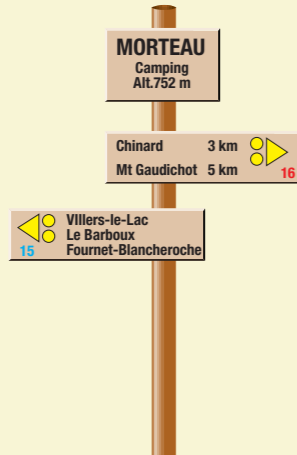 MORTEAU
Camping
Alt.752 m
Chinard 3 km
Mt Gaudichot 5 km
16
VIllers-le-Lac
Le Barboux
Fournet-Blancheroche
15